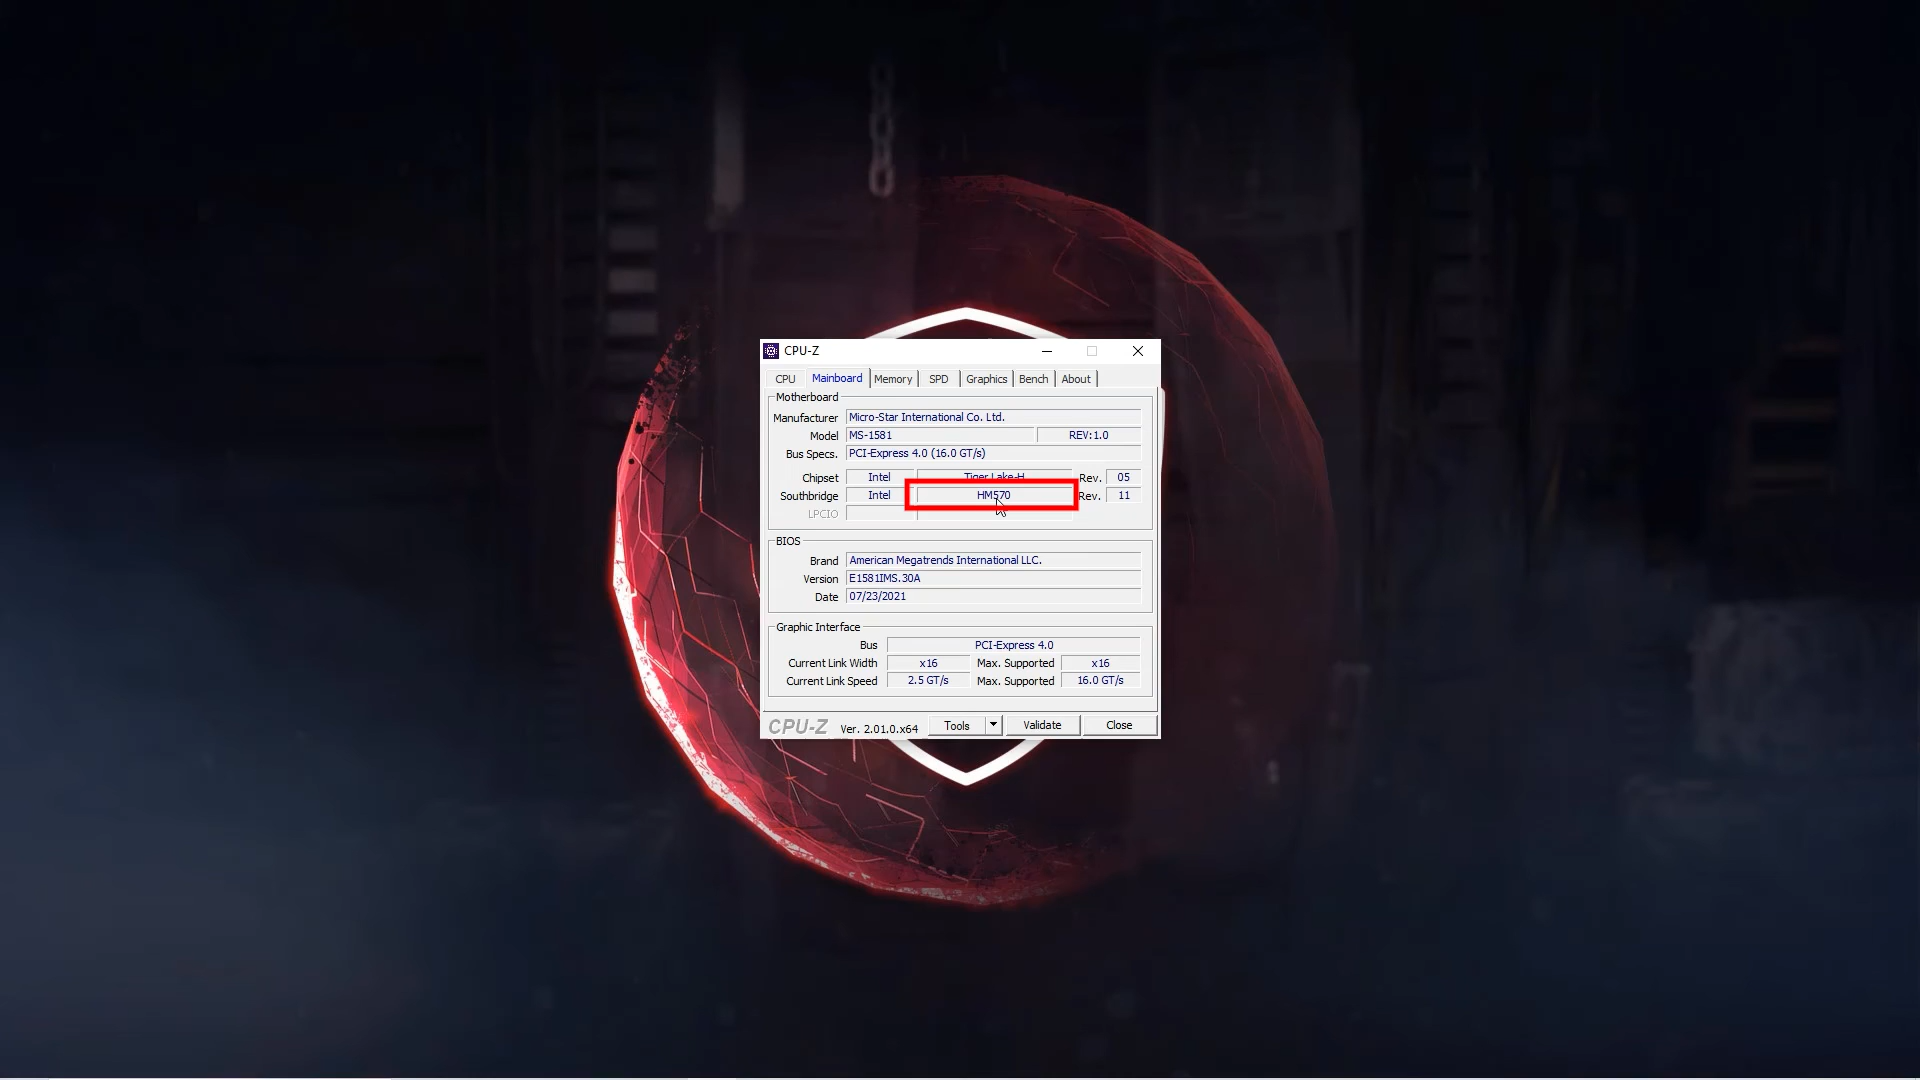 CPU-Z
CPU Mainboard Memory SPD Graphics Bench About
Motherboard
Manufacturer Micro-Star International Co. Ltd.
Model MS-1581 REV:1.0
Bus Specs. PCI-Express 4.0 (16.0 GT/s)
Chipset Intel Tiger Lake-H Rev. 05
Southbridge Intel HM570 Rev. 11
LPCIO
BIOS
Brand American Megatrends International LLC.
Version E1581IMS.30A
Date 07/23/2021
Graphic Interface
Bus PCI-Express 4.0
Current Link Width x16 Max. Supported x16
Current Link Speed 2.5 GT/s Max. Supported 16.0 GT/s
CPU-Z Ver. 2.01.0.x64 Tools Validate Close